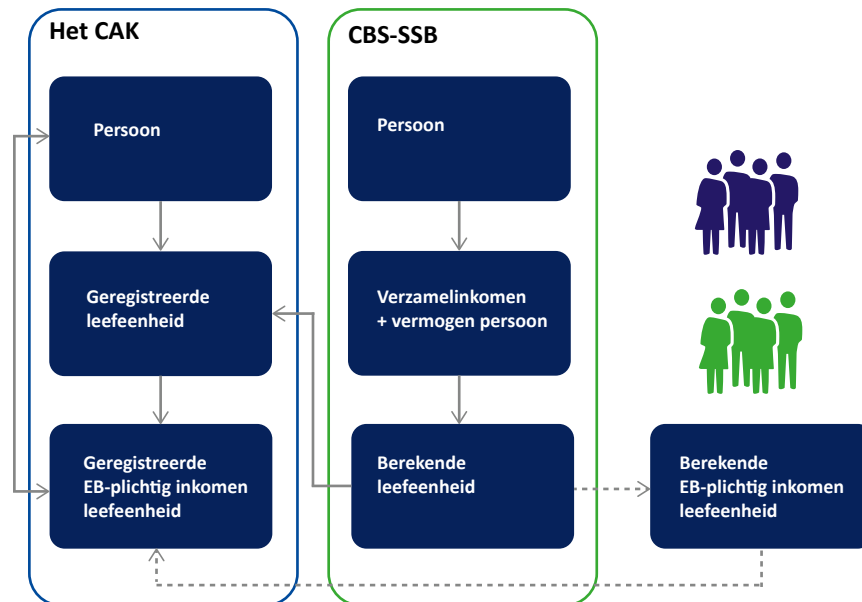 Het CAK
Persoon
Geregistreerde
leefeenheid
Geregistreerde
EB-plichtig inkomen
leefeenheid
CBS-SSB
Persoon
Verzamelinkomen
+ vermogen persoon
Berekende
leefeenheid
Berekende
EB-plichtig inkomen
leefeenheid